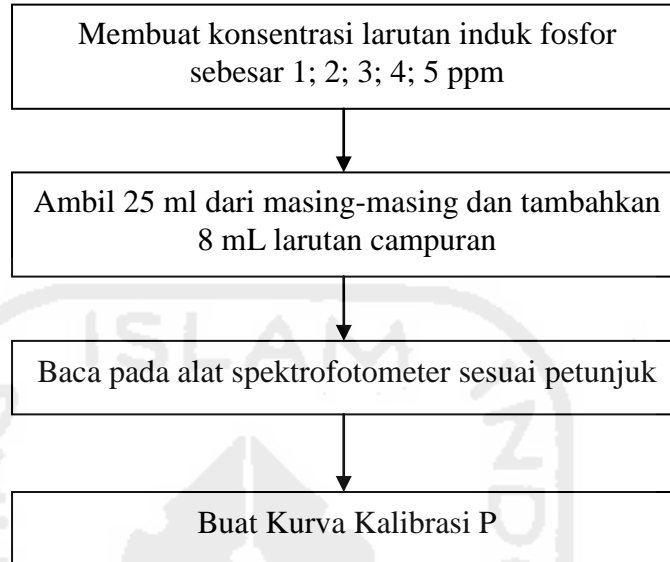 Membuat konsentrasi larutan induk fosfor
sebesar 1; 2; 3; 4; 5 ppm
Ambil 25 ml dari masing-masing dan tambahkan
8 mL larutan campuran
ISLAM
Baca pada alat spektrofotometer sesuai petunjuk
Buat Kurva Kalibrasi P